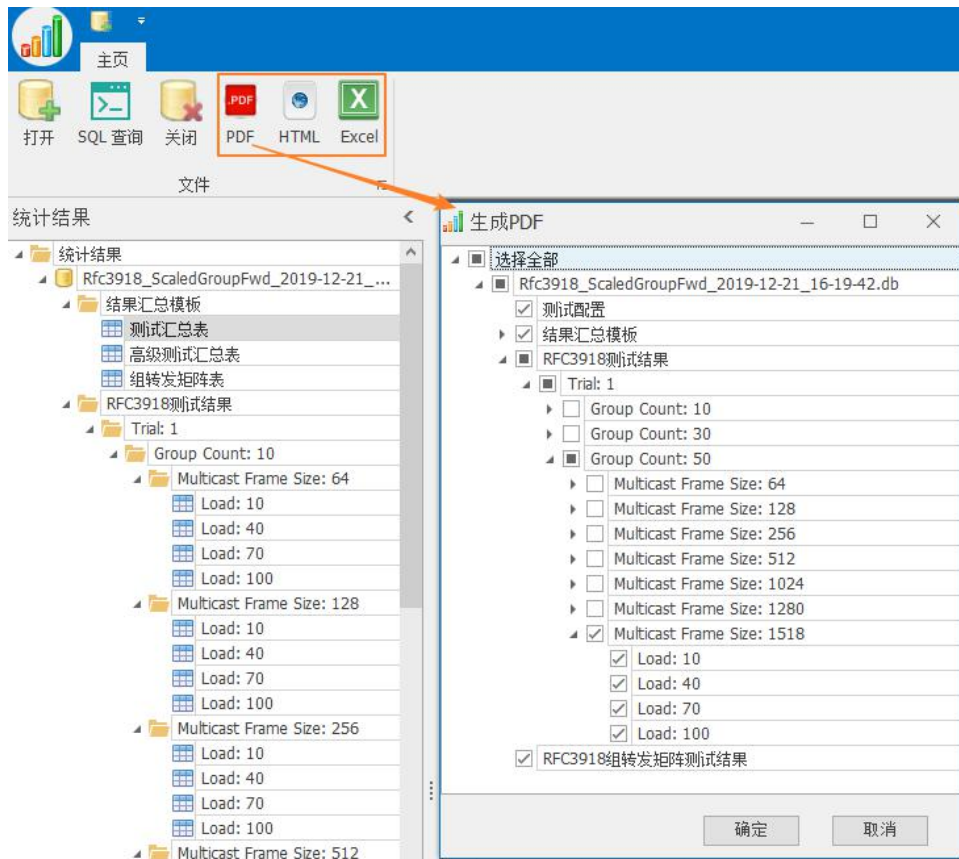 主页
打开
SQL 查询
关闭
.PDF
PDF
HTML
X
Excel
文件
统计结果
统计结果
Rfc3918_ScaledGroupFwd_2019-12-21_...
结果汇总模板
测试汇总表
高级测试汇总表
组转发矩阵表
RFC3918测试结果
Trial: 1
Group Count: 10
Multicast Frame Size: 64
Load: 10
Load: 40
Load: 70
Load: 100
Multicast Frame Size: 128
Load: 10
Load: 40
Load: 70
Load: 100
Multicast Frame Size: 256
Load: 10
Load: 40
Load: 70
Load: 100
Multicast Frame Size: 512
生成PDF
选择全部
Rfc3918_ScaledGroupFwd_2019-12-21_16-19-42.db
测试配置
结果汇总模板
RFC3918测试结果
Trial: 1
Group Count: 10
Group Count: 30
Group Count: 50
Multicast Frame Size: 64
Multicast Frame Size: 128
Multicast Frame Size: 256
Multicast Frame Size: 512
Multicast Frame Size: 1024
Multicast Frame Size: 1280
Multicast Frame Size: 1518
Load: 10
Load: 40
Load: 70
Load: 100
RFC3918组转发矩阵测试结果
确定
取消